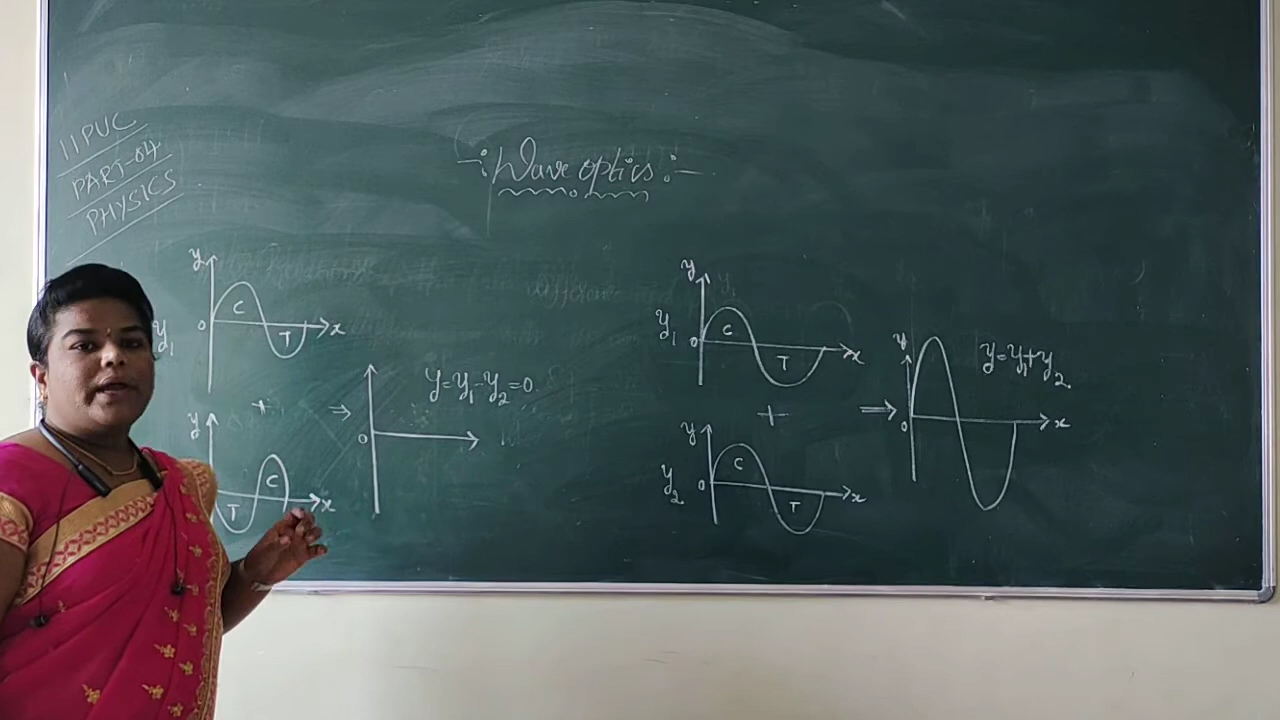 11 PUC
PART-04
PHYSICS
-: Wave optics :-
y
C
T
0
x
y1
+
y
C
T
x
⇒
0
y=y1-y2=0
y
y1
C
T
0
x
+
y
y2
C
T
0
x
⇒
y
0
x
y=y1+y2